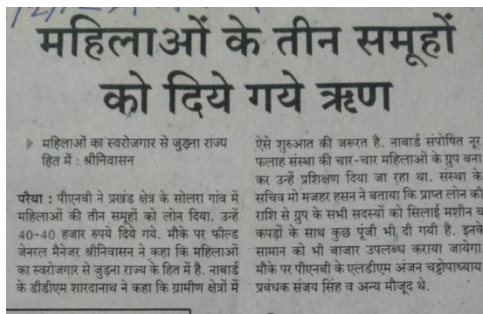 महिलाओं के तीन समूहों
को दिये गये ऋण
महिलाओं का स्वरोजगार से जुड़ना राज्य
हित में : श्रीनिवासन
परैया : पीएनबी ने प्रखंड क्षेत्र के सोलरा गांव में
महिलाओं की तीन समूहों को लोन दिया. उन्हें
40-40 हजार रुपये दिये गये. मौके पर फील्ड
जेनरल मैनेजर श्रीनिवासन ने कहा कि महिलाओं
का स्वरोजगार से जुड़ना राज्य के हित में है. नाबार्ड
के डीडीएम शारदानाथ ने कहा कि ग्रामीण क्षेत्रों में
ऐसे शुरुआत की जरूरत है. नाबार्ड संपोषित नूर
फलाह संस्था की चार-चार महिलाओं के ग्रुप बना
कर उन्हें प्रशिक्षण दिया जा रहा था. संस्था के
सचिव मो मजहर हसन ने बताया कि प्राप्त लोन की
राशि से ग्रुप के सभी सदस्यों को सिलाई मशीन व
कपड़ों के साथ कुछ पूंजी भी दी गयी है. इनके
सामान को भी बाजार उपलब्ध कराया जायेगा
मौके पर पीएनबी के एलडीएम अंजन चट्टोपाध्याय
प्रबंधक संजय सिंह व अन्य मौजूद थे.